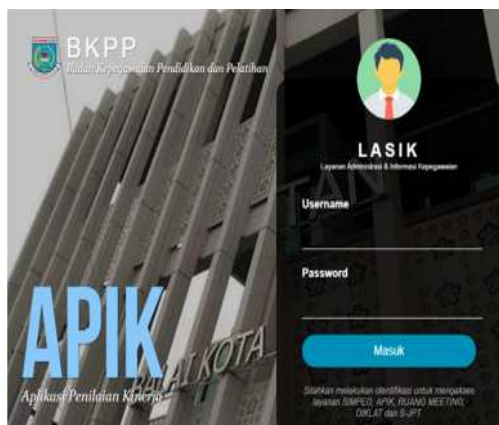 BKPP
Badan Kepegawaian Pendidikan dan Pelatihan
APIK
Aplikasi Penilaian Kinerja
BALAI KOTA
LASIK
Layanan Administrasi & Informasi Kepegawaian
Username
Password
Masuk
Silahkan melakukan otentifikasi untuk mengakses
layanan SIMPEG, APIK, RUANG MEETING,
DIKLAT dan S-JPT.